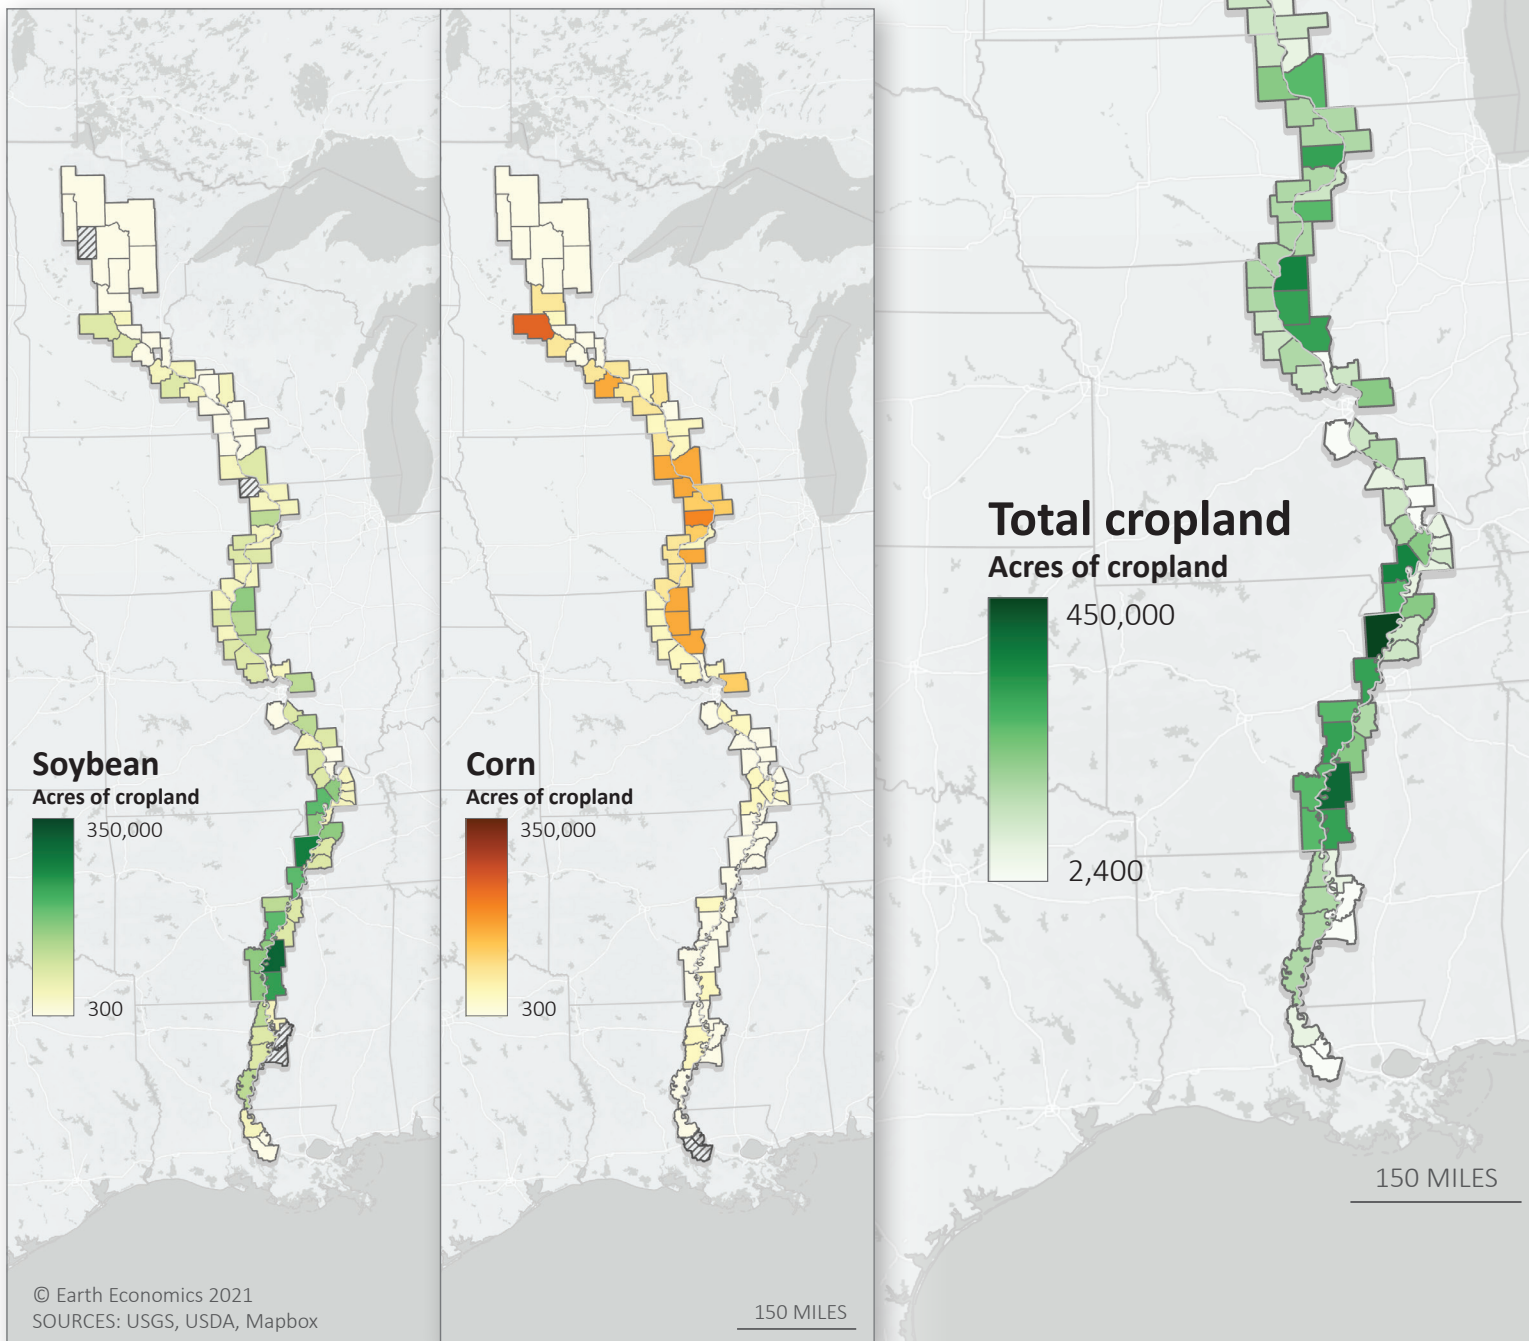 Soybean
Acres of cropland
350,000
300
© Earth Economics 2021
SOURCES: USGS, USDA, Mapbox
Corn
Acres of cropland
350,000
300
150 MILES
Total cropland
Acres of cropland
450,000
2,400
150 MILES